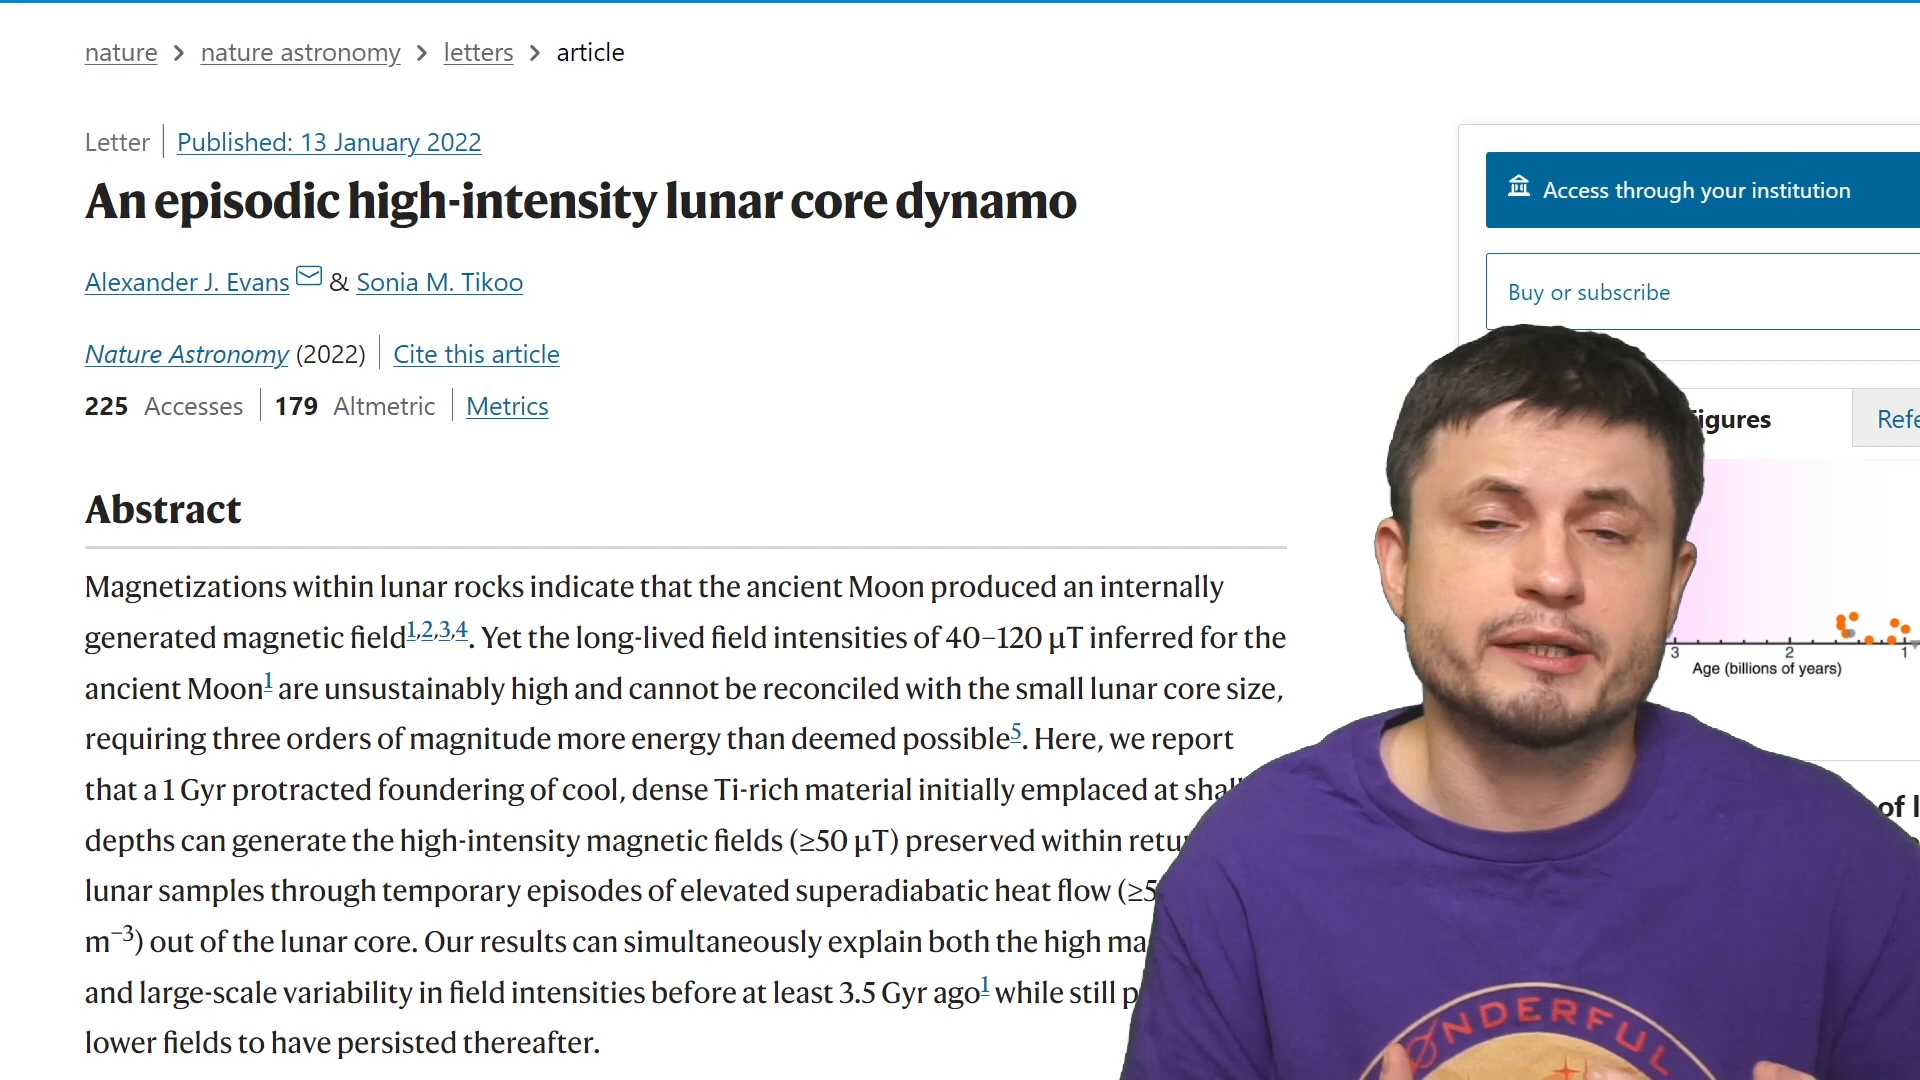 nature > nature astronomy > letters > article
Letter | Published: 13 January 2022
An episodic high-intensity lunar core dynamo
Alexander J. Evans & Sonia M. Tikoo
Nature Astronomy (2022) | Cite this article
225 Accesses | 179 Altmetric | Metrics
Abstract
Magnetizations within lunar rocks indicate that the ancient Moon produced an internally
generated magnetic field1,2,3,4. Yet the long-lived field intensities of 40–120 μT inferred for the
ancient Moon1 are unsustainably high and cannot be reconciled with the small lunar core size,
requiring three orders of magnitude more energy than deemed possible5. Here, we report
that a 1 Gyr protracted foundering of cool, dense Ti-rich material initially emplaced at shal
depths can generate the high-intensity magnetic fields (≥50 μT) preserved within retu
lunar samples through temporary episodes of elevated superadiabatic heat flow (≥5
m−3) out of the lunar core. Our results can simultaneously explain both the high ma
and large-scale variability in field intensities before at least 3.5 Gyr ago1 while still p
lower fields to have persisted thereafter.
Access through your institution
Buy or subscribe
igures
Refe
3 2 1
Age (billions of years)
of l
WØNDERFUL